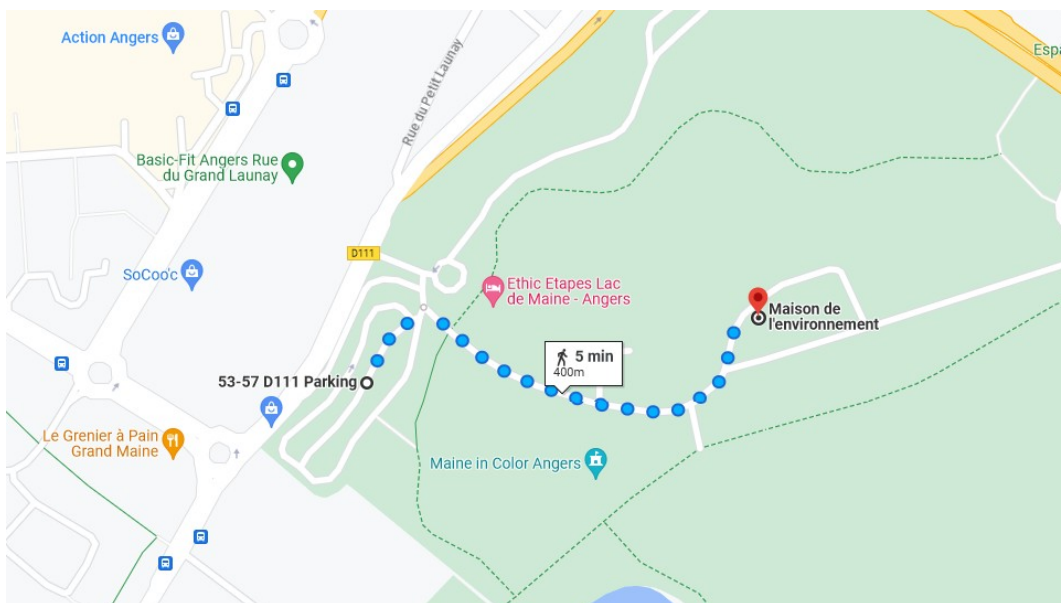 Action Angers
Rue du Petit Launay
Espa
Basic-Fit Angers Rue
du Grand Launay
D111
SoCoo'c
Ethic Etapes Lac
de Maine - Angers
Maison de
l'environnement
5 min
400m
53-57 D111 Parking
Le Grenier à Pain
Grand Maine
Maine in Color Angers